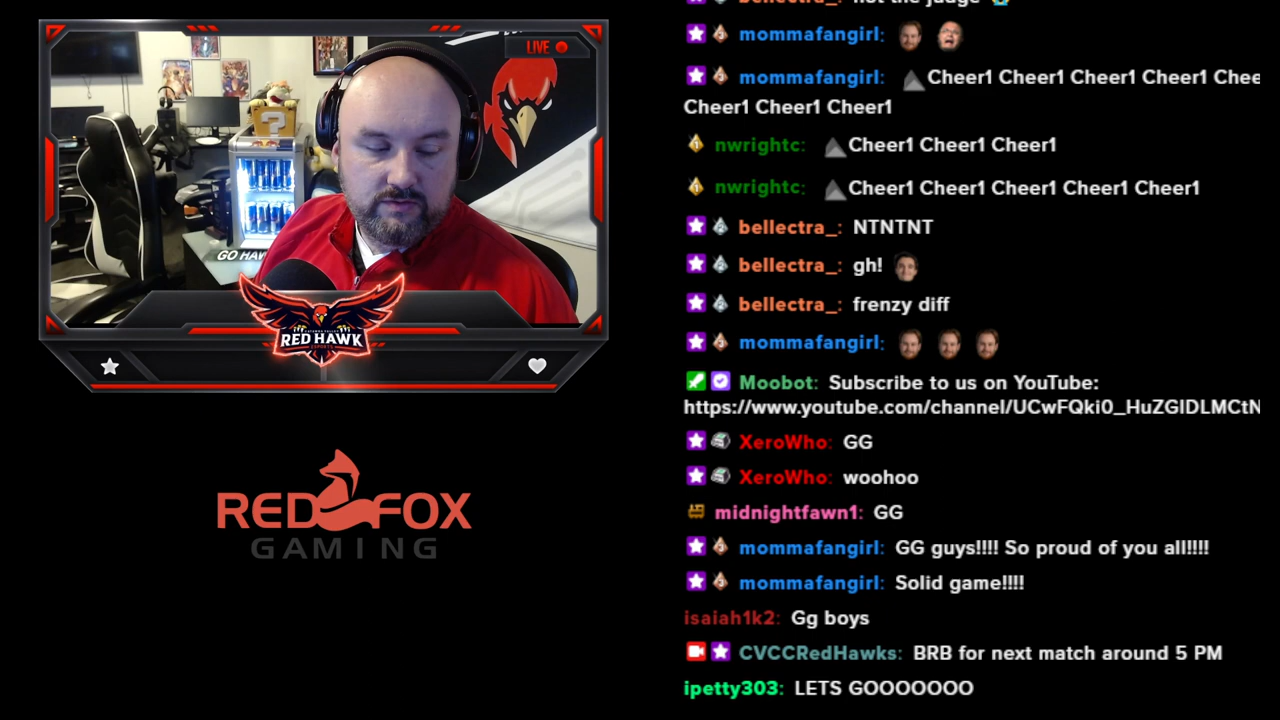 LIVE
GO HAW
CATAWBA VALLEY
RED HAWK
ESPORTS
RED FOX
GAMING
mommafangirl:
mommafangirl: Cheer1 Cheer1 Cheer1 Cheer1 Chee
Cheer1 Cheer1 Cheer1
nwrightc: Cheer1 Cheer1 Cheer1
nwrightc: Cheer1 Cheer1 Cheer1 Cheer1 Cheer1
bellectra_: NTNTNT
bellectra_: gh!
bellectra_: frenzy diff
mommafangirl:
Moobot: Subscribe to us on YouTube:
https://www.youtube.com/channel/UCwFQki0_HuZGIDLMCtN
XeroWho: GG
XeroWho: woohoo
midnightfawn1: GG
mommafangirl: GG guys!!!! So proud of you all!!!!
mommafangirl: Solid game!!!!
isaiah1k2: Gg boys
CVCCRedHawks: BRB for next match around 5 PM
ipetty303: LETS GOOOOOOO